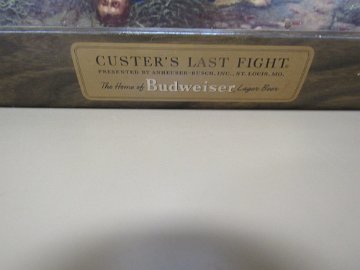 CUSTER'S LAST FIGHT
PRESENTED BY ANHEUSER-BUSCH, INC., ST. LOUIS, MO.
The Home of Budweiser Lager Beer